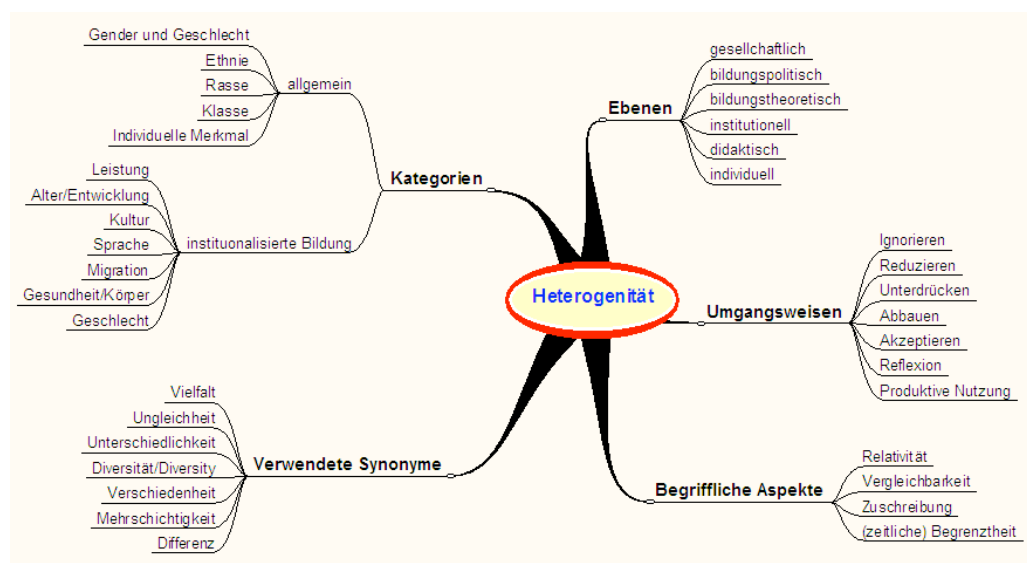 Heterogenität
Kategorien
allgemein
Gender und Geschlecht
Ethnie
Rasse
Klasse
Individuelle Merkmal
instituonalisierte Bildung
Leistung
Alter/Entwicklung
Kultur
Sprache
Migration
Gesundheit/Körper
Geschlecht
Verwendete Synonyme
Vielfalt
Ungleichheit
Unterschiedlichkeit
Diversität/Diversity
Verschiedenheit
Mehrschichtigkeit
Differenz
Ebenen
gesellschaftlich
bildungspolitisch
bildungstheoretisch
institutionell
didaktisch
individuell
Umgangsweisen
Ignorieren
Reduzieren
Unterdrücken
Abbauen
Akzeptieren
Reflexion
Produktive Nutzung
Begriffliche Aspekte
Relativität
Vergleichbarkeit
Zuschreibung
(zeitliche) Begrenztheit